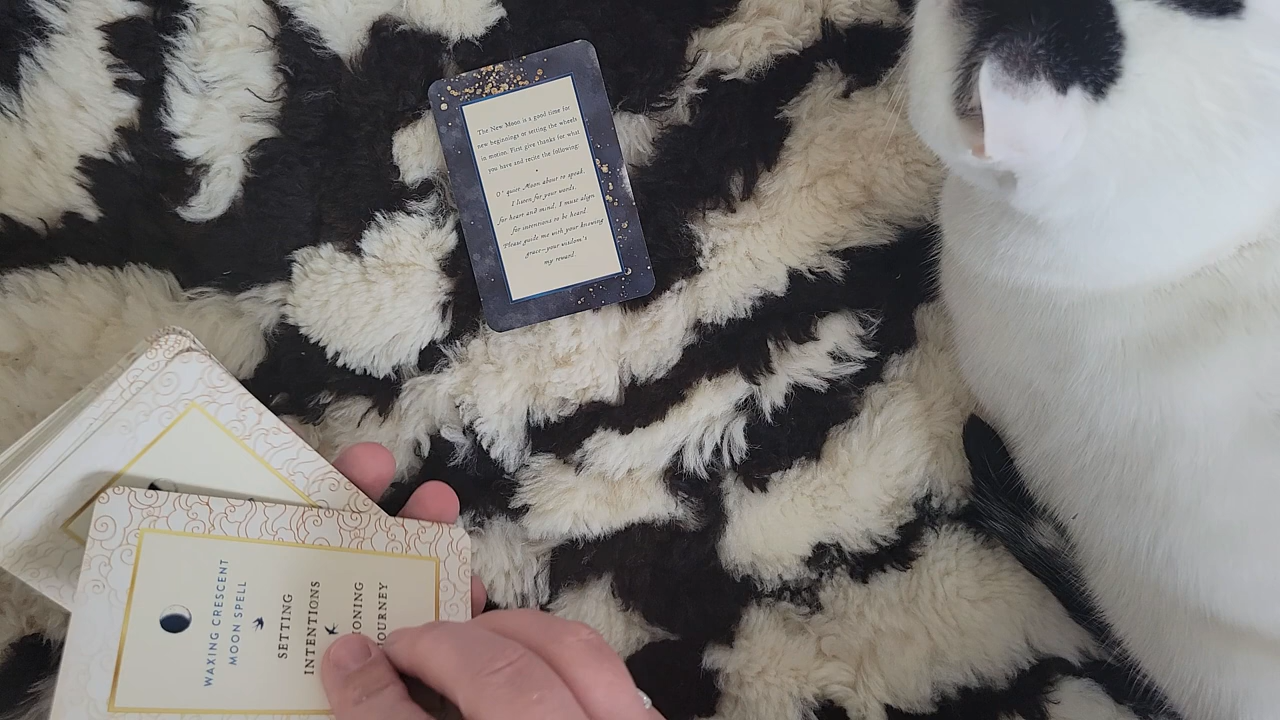 The New Moon is a good time for
new beginnings or setting the wheels
in motion. First give thanks for what
you have and recite the following:
O' quiet Moon about to speak,
I listen for your words,
for heart and mind, I must align
for intentions to be heard.
Please guide me with your knowing
grace—your wisdom's
my reward.
WAXING CRESCENT
MOON SPELL
SETTING
INTENTIONS